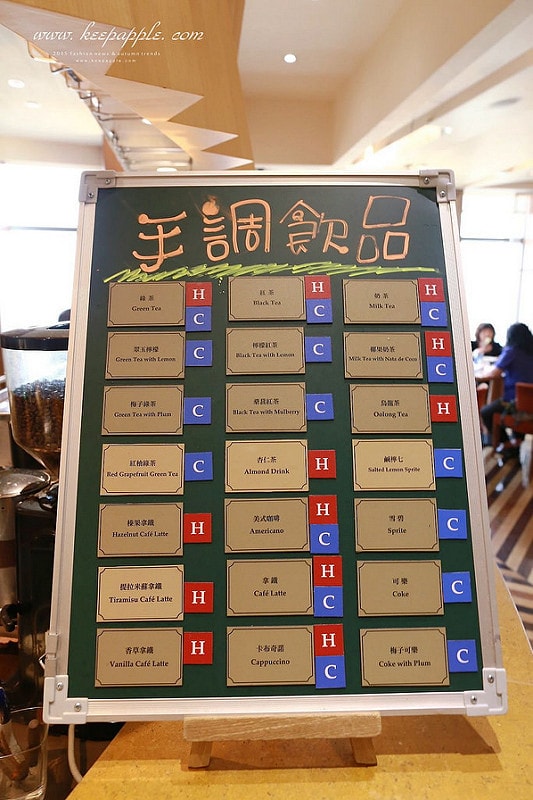 www.keepapple.com
2015 Fashion news & autumn trends
手調飲品
綠茶
Green Tea
H
C
紅茶
Black Tea
H
C
奶茶
Milk Tea
H
C
翠玉檸檬
Green Tea with Lemon
C
檸檬紅茶
Black Tea with Lemon
C
椰果奶茶
Milk Tea with Nata de Coco
H
C
梅子綠茶
Green Tea with Plum
C
桑葚紅茶
Black Tea with Mulberry
C
烏龍茶
Oolong Tea
H
紅柚綠茶
Red Grapefruit Green Tea
C
杏仁茶
Almond Drink
H
鹹檸七
Salted Lemon Sprite
C
榛果拿鐵
Hazelnut Café Latte
H
美式咖啡
Americano
H
C
雪碧
Sprite
C
提拉米蘇拿鐵
Tiramisu Café Latte
H
拿鐵
Café Latte
H
C
可樂
Coke
C
香草拿鐵
Vanilla Café Latte
H
卡布奇諾
Cappuccino
H
C
梅子可樂
Coke with Plum
C